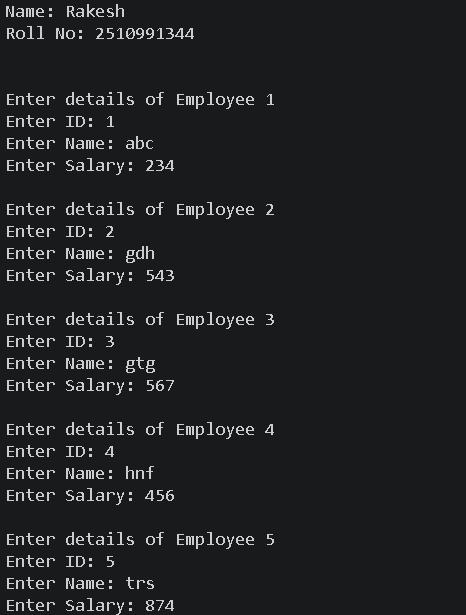 Name: Rakesh
Roll No: 2510991344
Enter details of Employee 1
Enter ID: 1
Enter Name: abc
Enter Salary: 234
Enter details of Employee 2
Enter ID: 2
Enter Name: gdh
Enter Salary: 543
Enter details of Employee 3
Enter ID: 3
Enter Name: gtg
Enter Salary: 567
Enter details of Employee 4
Enter ID: 4
Enter Name: hnf
Enter Salary: 456
Enter details of Employee 5
Enter ID: 5
Enter Name: trs
Enter Salary: 874